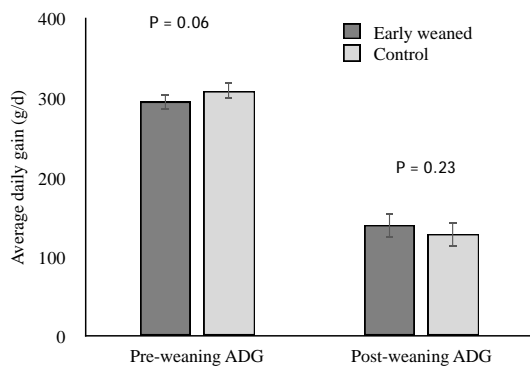 400
P = 0.06
Early weaned
Control
300
Average daily gain (g/d)
200
P = 0.23
100
0
Pre-weaning ADG
Post-weaning ADG